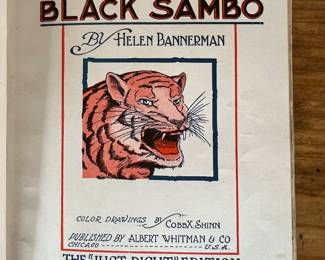 BLACK SAMBO
By HELEN BANNERMAN
COLOR DRAWINGS BY COBB X. SHINN
PUBLISHED BY ALBERT WHITMAN & CO
CHICAGO U.S.A.
THE "JUST RIGHT" EDITION